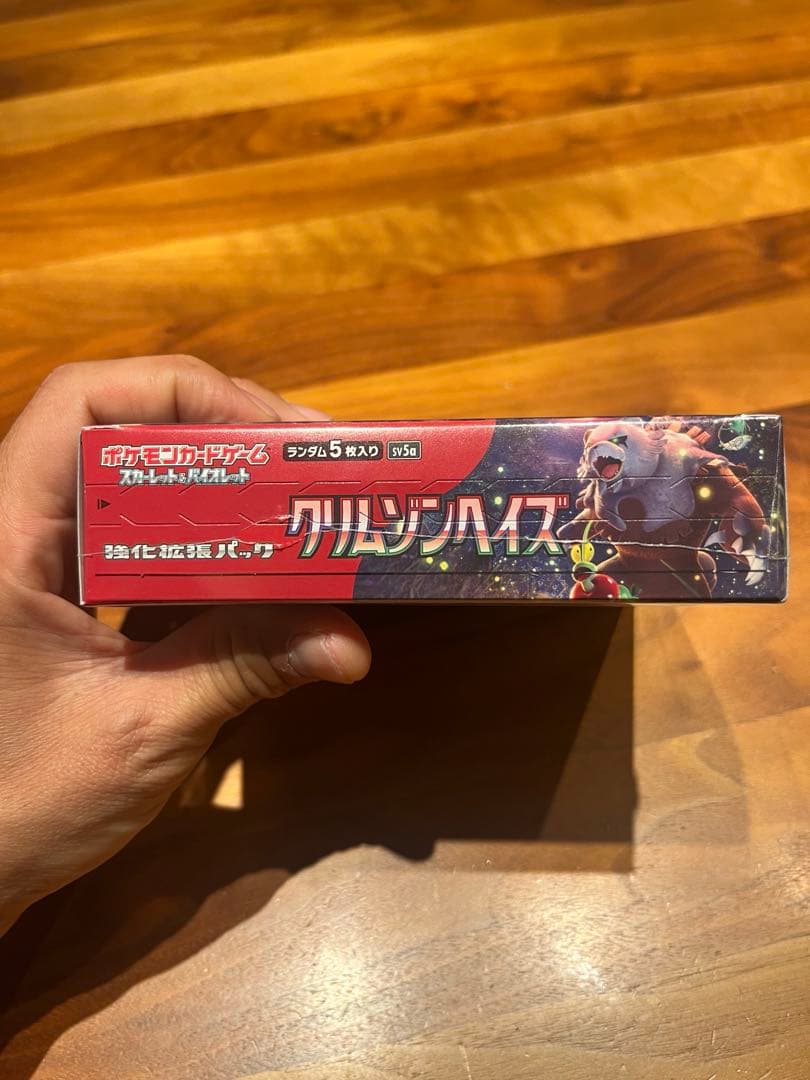 ポケモンカードゲーム
スカーレット&バイオレット
ランダム5枚入り
sv5a
クリムゾンヘイズ
強化拡張パック